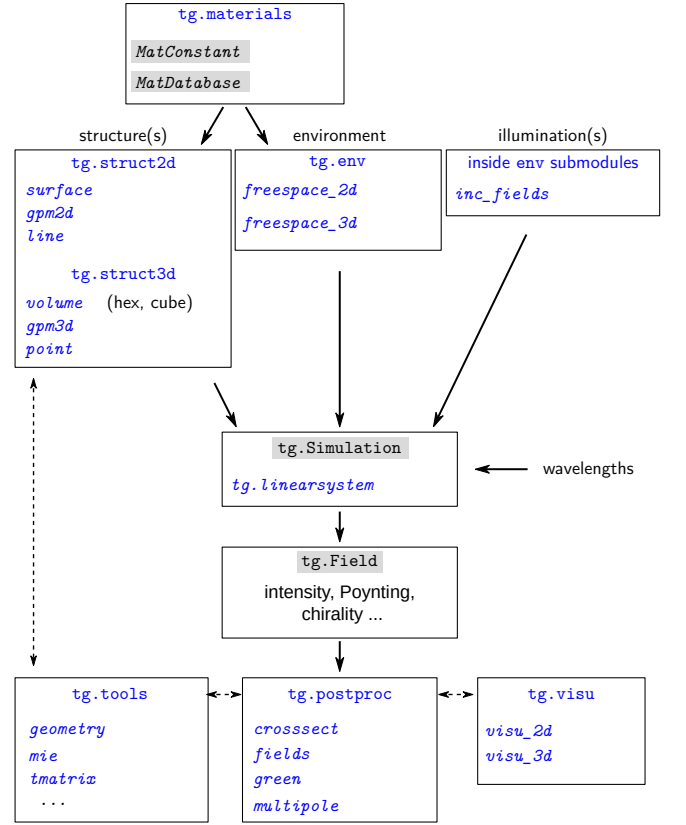 tg.materials
MatConstant
MatDatabase
structure(s)
environment
illumination(s)
tg.struct2d
surface
gpm2d
line
tg.struct3d
volume (hex, cube)
gpm3d
point
tg.env
freespace_2d
freespace_3d
inside env submodules
inc_fields
tg.Simulation
tg.linearsystem
wavelengths
tg.Field
intensity, Poynting,
chirality ...
tg.tools
geometry
mie
tmatrix
...
tg.postproc
crosssect
fields
green
multipole
tg.visu
visu_2d
visu_3d